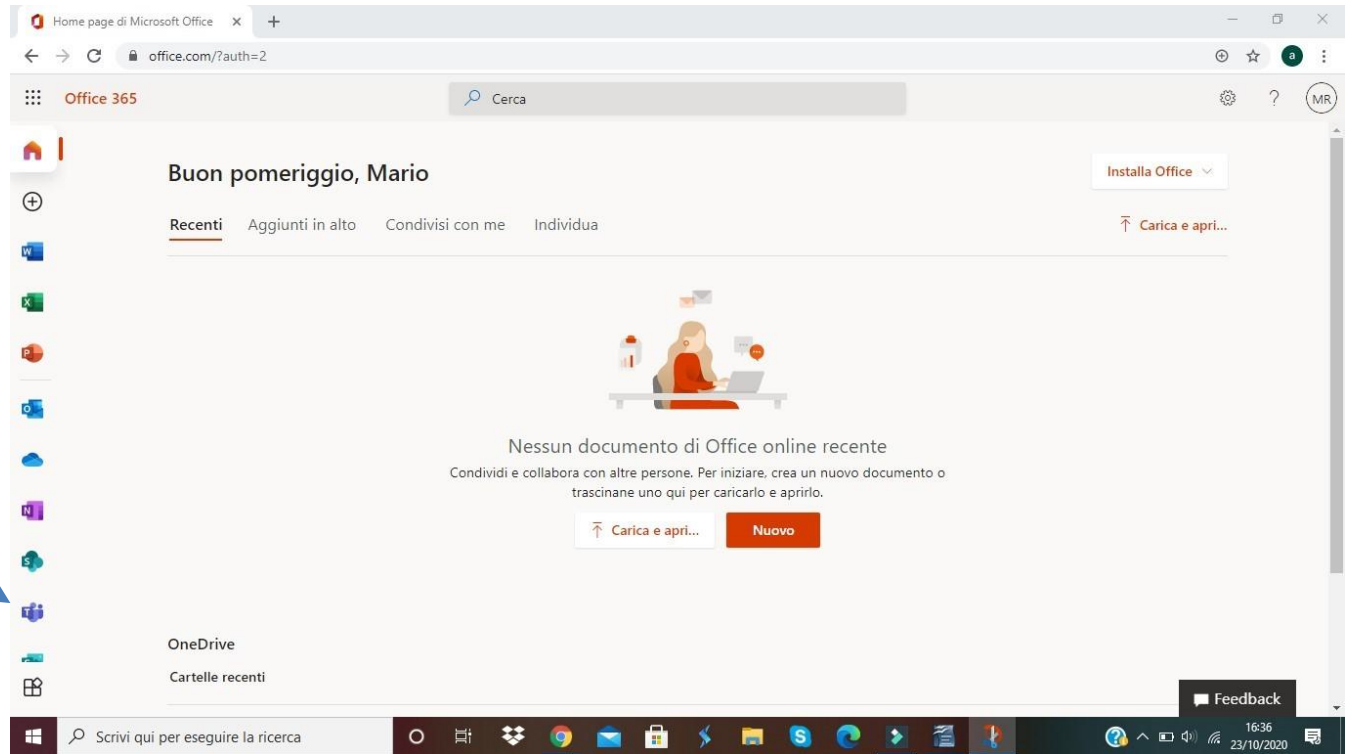 Home page di Microsoft Office
office.com/?auth=2
a
Office 365
Cerca
MR
Buon pomeriggio, Mario
Installa Office
Recenti Aggiunti in alto Condivisi con me Individua
Carica e apri...
Nessun documento di Office online recente
Condividi e collabora con altre persone. Per iniziare, crea un nuovo documento o
trascinane uno qui per caricarlo e aprirlo.
Carica e apri... Nuovo
OneDrive
Cartelle recenti
Feedback
Scrivi qui per eseguire la ricerca
16:36
23/10/2020